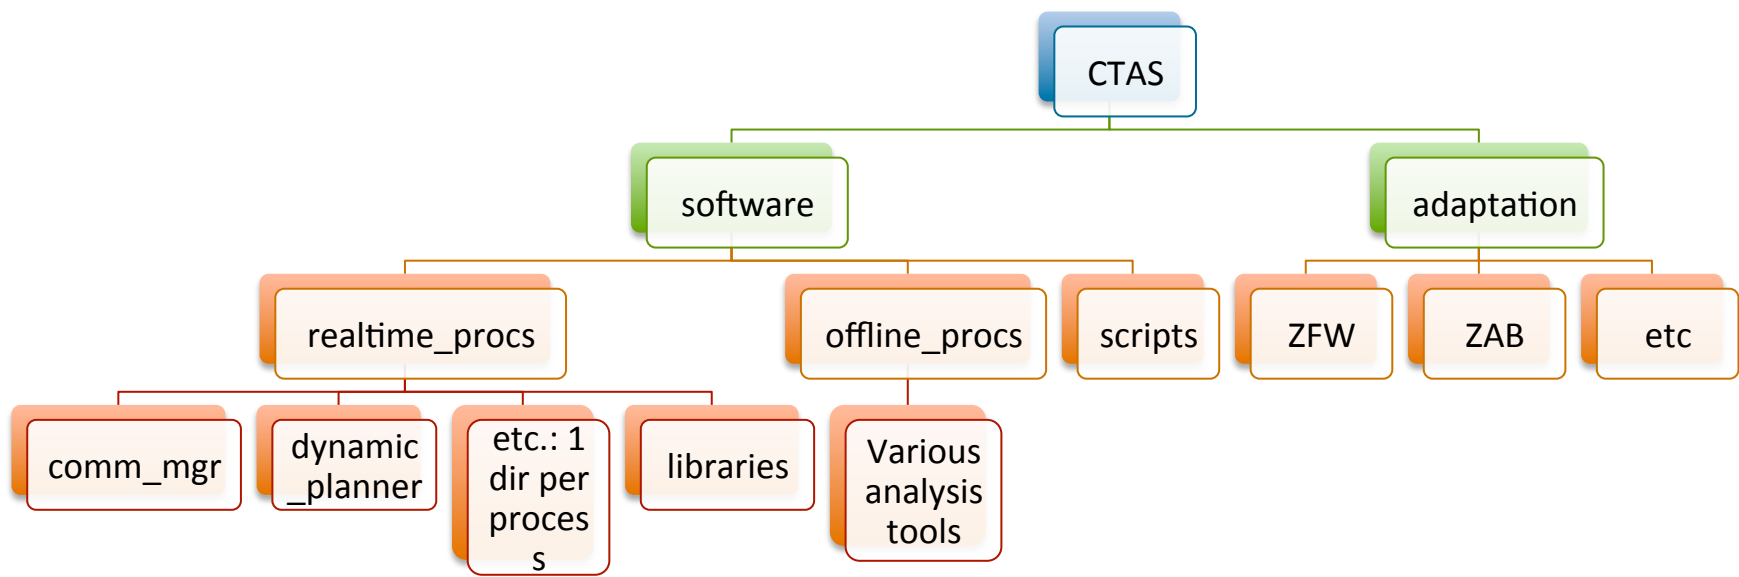 CTAS
software
adaptation
realtime_procs
offline_procs
scripts
ZFW
ZAB
etc
comm_mgr
dynamic
_planner
etc.: 1
dir per
proces
s
libraries
Various
analysis
tools